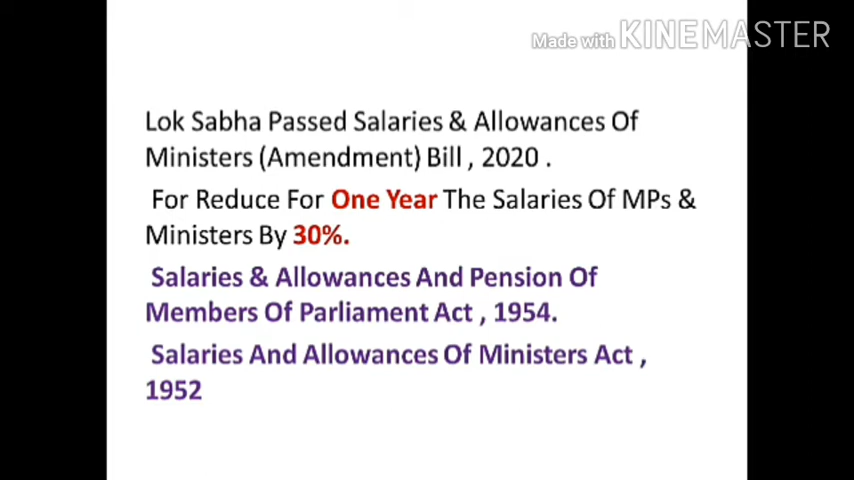 Made with KINEMASTER
Lok Sabha Passed Salaries & Allowances Of
Ministers (Amendment) Bill , 2020 .
For Reduce For One Year The Salaries Of MPs &
Ministers By 30%.
Salaries & Allowances And Pension Of
Members Of Parliament Act , 1954.
Salaries And Allowances Of Ministers Act ,
1952